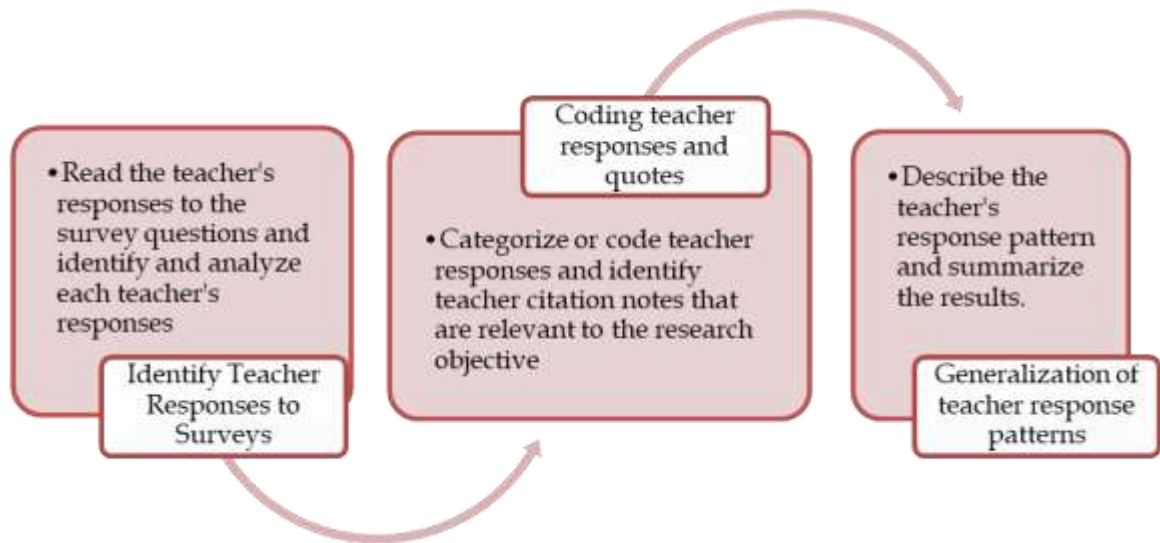 •Read the teacher's
responses to the
survey questions and
identify and analyze
each teacher's
responses
Identify Teacher
Responses to
Surveys
Coding teacher
responses and
quotes
•Categorize or code teacher
responses and identify
teacher citation notes that
are relevant to the research
objective
•Describe the
teacher's
response pattern
and summarize
the results.
Generalization of
teacher response
patterns